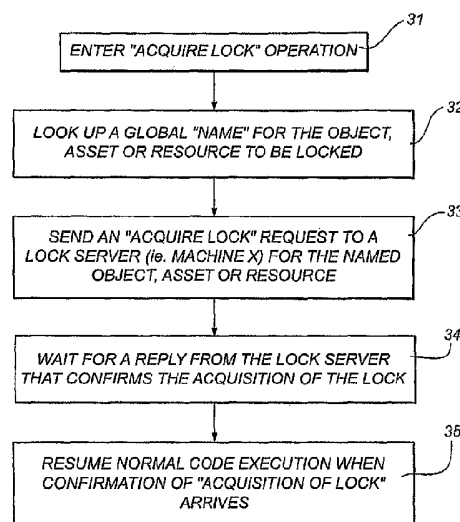 31
ENTER "ACQUIRE LOCK" OPERATION
32
LOOK UP A GLOBAL "NAME" FOR THE OBJECT,
ASSET OR RESOURCE TO BE LOCKED
33
SEND AN "ACQUIRE LOCK" REQUEST TO A
LOCK SERVER (ie. MACHINE X) FOR THE NAMED
OBJECT, ASSET OR RESOURCE
34
WAIT FOR A REPLY FROM THE LOCK SERVER
THAT CONFIRMS THE ACQUISITION OF THE LOCK
35
RESUME NORMAL CODE EXECUTION WHEN
CONFIRMATION OF "ACQUISITION OF LOCK"
ARRIVES